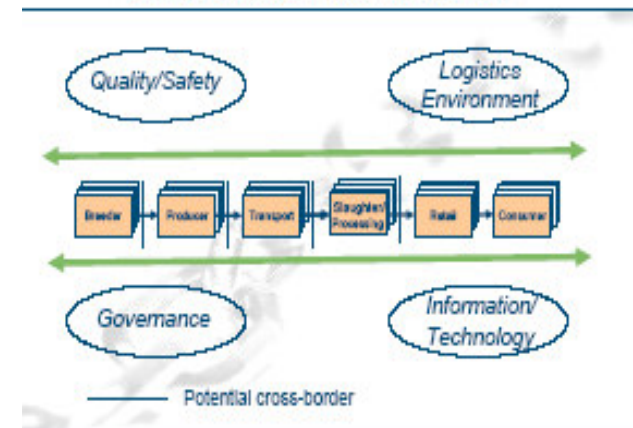 Quality/Safety
Logistics
Environment
Breeder
Producer
Transport
Slaughter/
Processing
Retail
Consumer
Governance
Information/
Technology
Potential cross-border